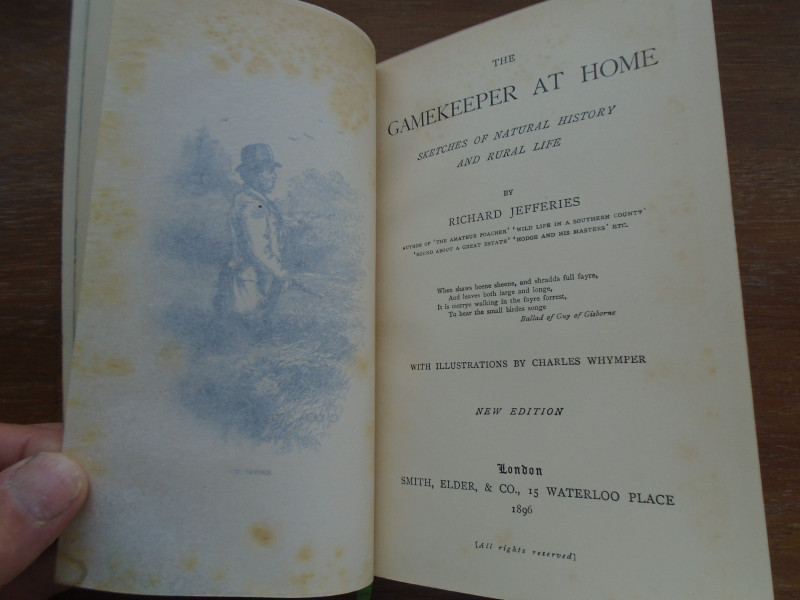 THE
GAMEKEEPER AT HOME
SKETCHES OF NATURAL HISTORY
AND RURAL LIFE
BY
RICHARD JEFFERIES
AUTHOR OF 'THE AMATEUR POACHER' 'WILD LIFE IN A SOUTHERN COUNTY'
'ROUND ABOUT A GREAT ESTATE' 'HODGE AND HIS MASTERS' ETC.
When shaws beene sheene, and shradds full fayre,
And leaves both large and longe,
It is merrye walking in the fayre forrest,
To hear the small birdes songe
Ballad of Guy of Gisborne
WITH ILLUSTRATIONS BY CHARLES WHYMPER
NEW EDITION
London
SMITH, ELDER, & CO., 15 WATERLOO PLACE
1896
[All rights reserved]